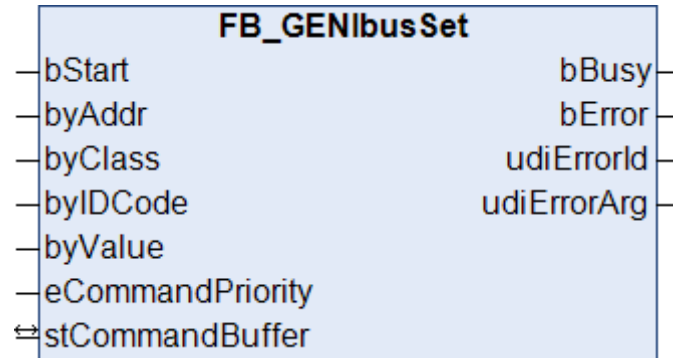 FB_GENIbusSet
bStart bBusy
byAddr bError
byClass udiErrorId
byIDCode udiErrorArg
byValue
eCommandPriority
stCommandBuffer